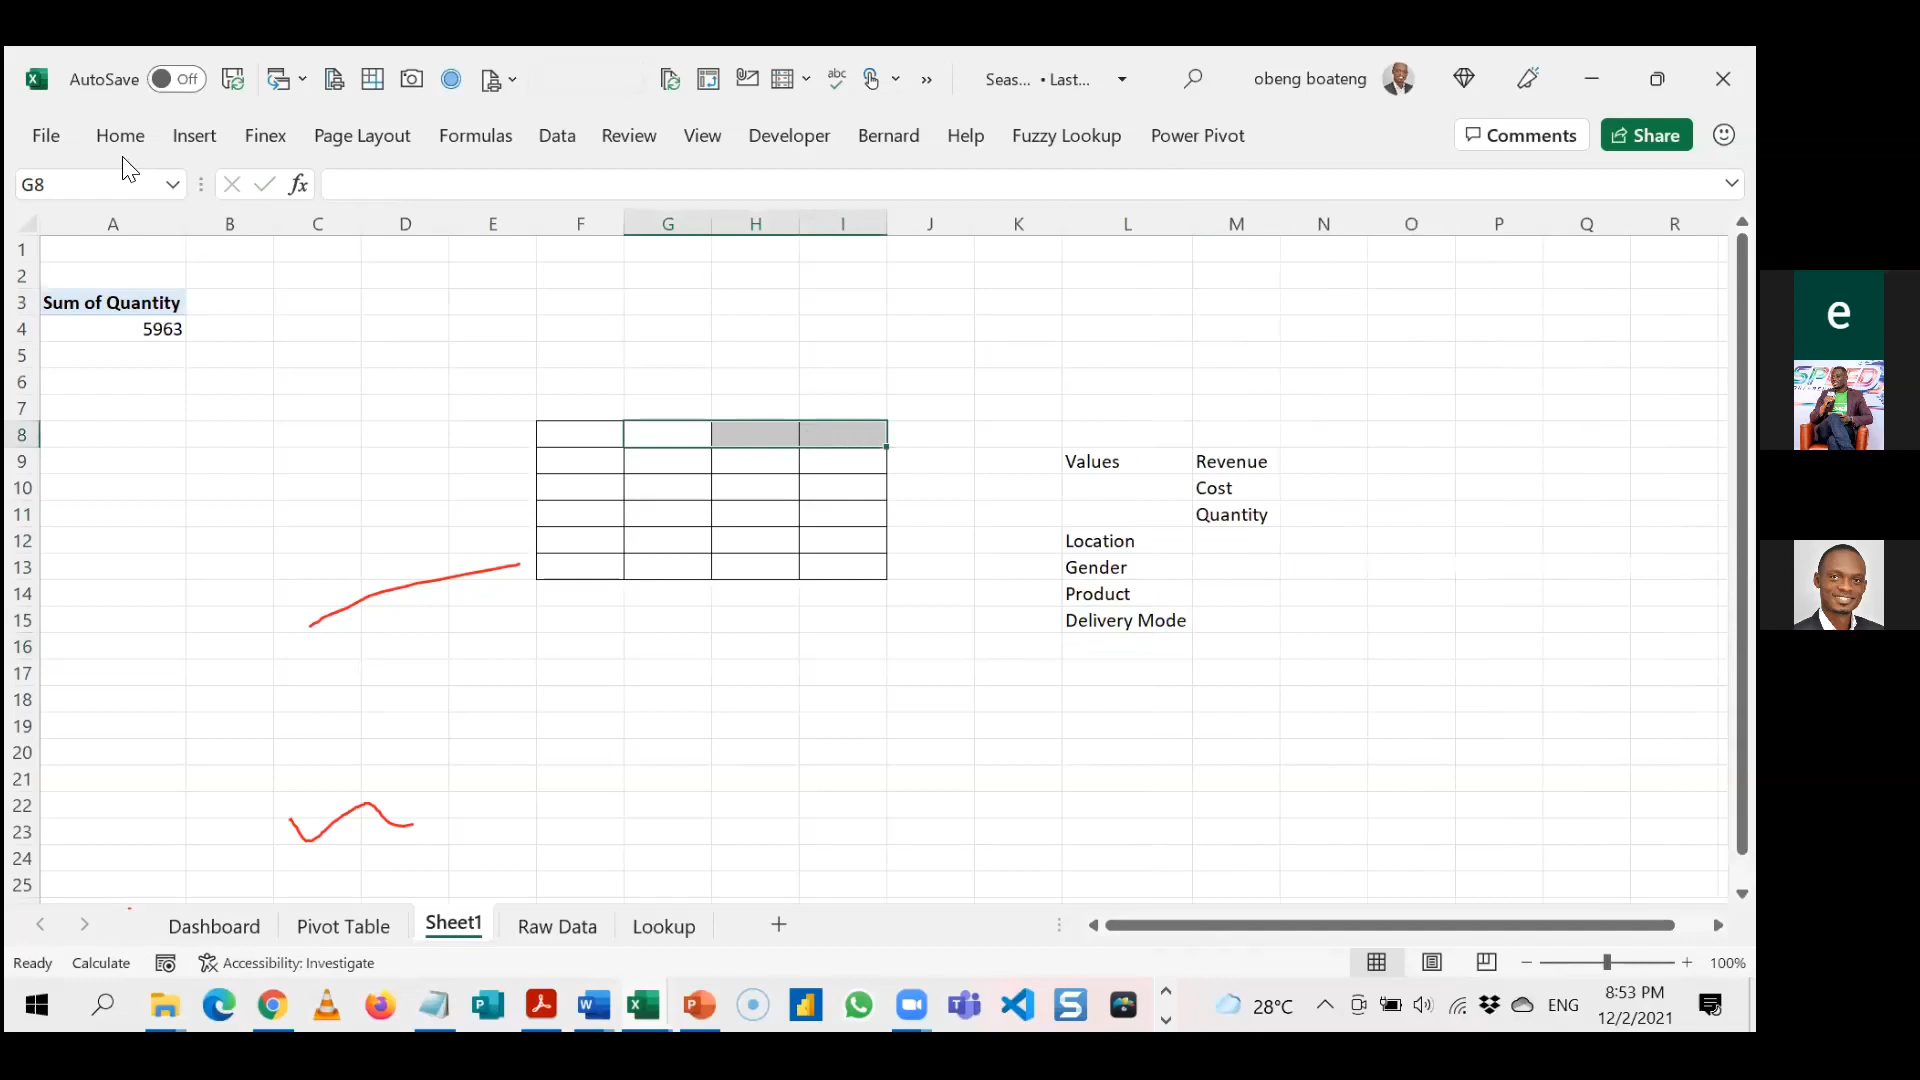 AutoSave Off abc Seas... • Last... obeng boateng
File Home Insert Finex Page Layout Formulas Data Review View Developer Bernard Help Fuzzy Lookup Power Pivot Comments Share
G8 fx
A B C D E F G H I J K L M N O P Q R
1
2
3 Sum of Quantity
4 5963
5
6
7
8
9 Values Revenue
10 Cost
11 Quantity
12 Location
13 Gender
14 Product
15 Delivery Mode
16
17
18
19
20
21
22
23
24
25
Dashboard Pivot Table Sheet1 Raw Data Lookup
Ready Calculate Accessibility: Investigate 100%
28°C ENG 8:53 PM
12/2/2021
e